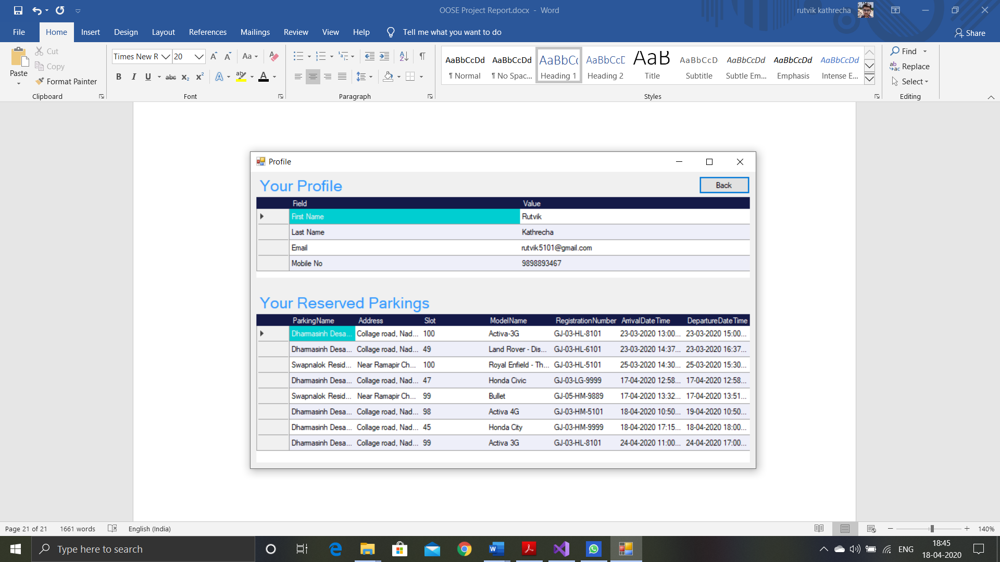 OOSE Project Report.docx - Word
rutvik kathrecha
File Home Insert Design Layout References Mailings Review View Help Tell me what you want to do Share
Paste
Cut
Copy
Format Painter
Clipboard
Times New R 20
Font
Paragraph
AaBbCcDd AaBbCcDd AaBbCc AaBbCcD AaB AaBbCcD AaBbCcDd AaBbCcDd AaBbCcDd
¶ Normal ¶ No Spac... Heading 1 Heading 2 Title Subtitle Subtle Em... Emphasis Intense E...
Styles
Find
Replace
Select
Editing
Profile
Your Profile
Back
Field Value
First Name Rutvik
Last Name Kathrecha
Email rutvik5101@gmail.com
Mobile No 9898893467
Your Reserved Parkings
ParkingName Address Slot ModelName RegistrationNumber ArrivalDateTime DepartureDateTime
Dharmasinh Desa... Collage road, Nad... 100 Activa-3G GJ-03-HL-8101 23-03-2020 13:00... 23-03-2020 15:00...
Dharmasinh Desa... Collage road, Nad... 49 Land Rover - Dis... GJ-03-HL-6101 23-03-2020 14:37... 23-03-2020 16:37...
Swapnalok Resid... Near Ramapir Ch... 100 Royal Enfield - Th... GJ-03-HL-5101 25-03-2020 14:30... 25-03-2020 15:30...
Dharmasinh Desa... Collage road, Nad... 47 Honda Civic GJ-03-LG-9999 17-04-2020 12:58... 17-04-2020 12:58...
Swapnalok Resid... Near Ramapir Ch... 99 Bullet GJ-05-HM-9889 17-04-2020 13:32... 17-04-2020 13:51...
Dharmasinh Desa... Collage road, Nad... 98 Activa 4G GJ-03-HM-5101 18-04-2020 10:50... 19-04-2020 10:50...
Dharmasinh Desa... Collage road, Nad... 45 Honda City GJ-03-HM-9999 18-04-2020 17:15... 18-04-2020 18:00...
Dharmasinh Desa... Collage road, Nad... 99 Activa 3G GJ-03-HL-8101 24-04-2020 11:00... 24-04-2020 17:00...
Page 21 of 21 1661 words English (India) 140%
Type here to search
ENG
18:45
18-04-2020